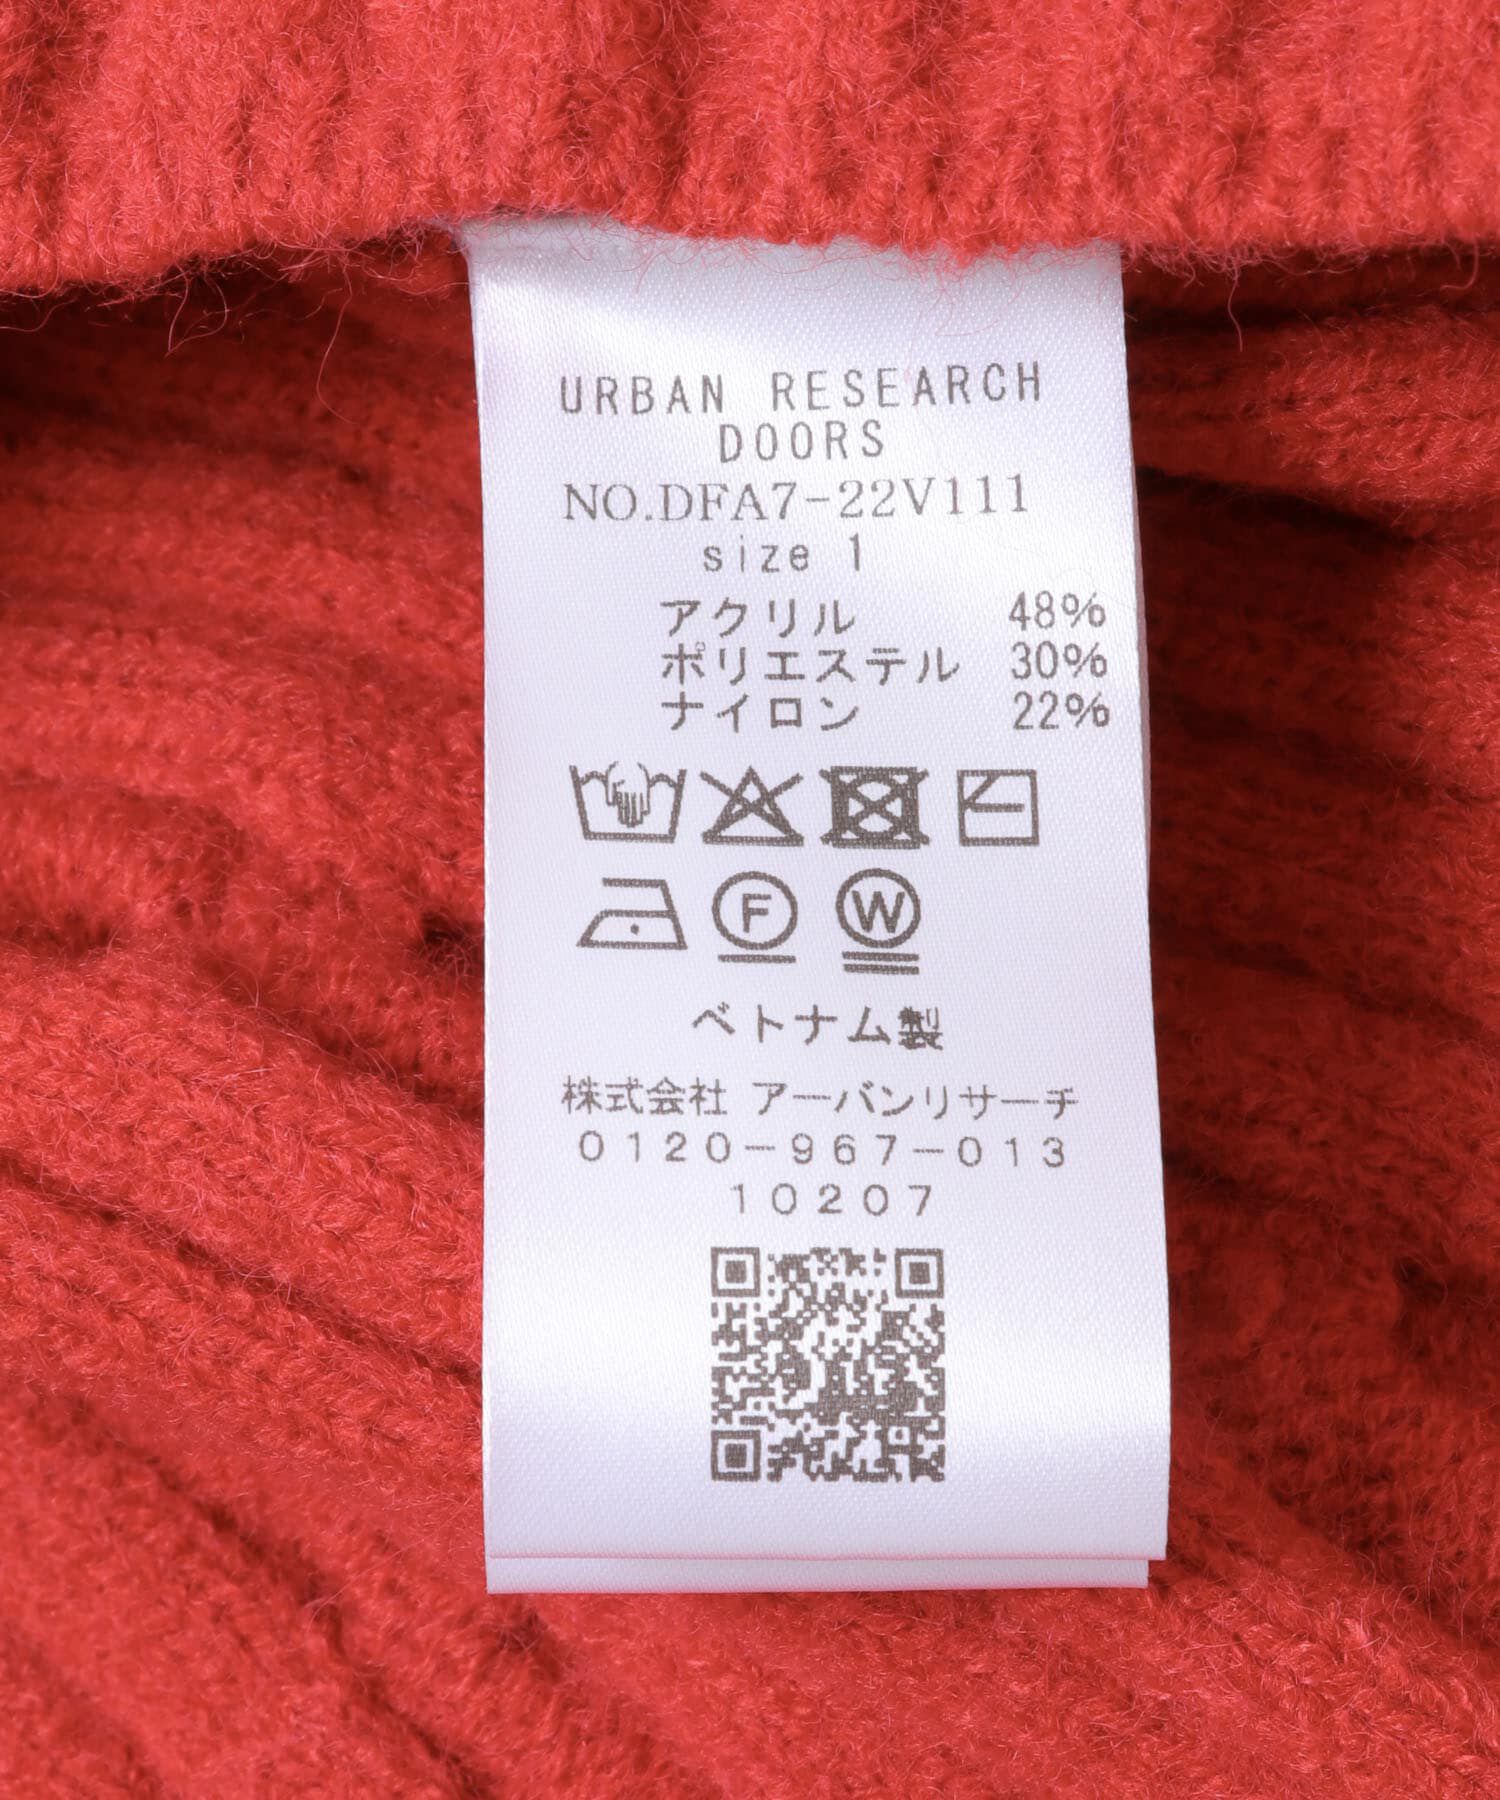 URBAN RESEARCH
DOORS
NO.DFA7-22V111
size 1
アクリル 48%
ポリエステル 30%
ナイロン 22%
F W
ベトナム製
株式会社 アーバンリサーチ
0120-967-013
10207